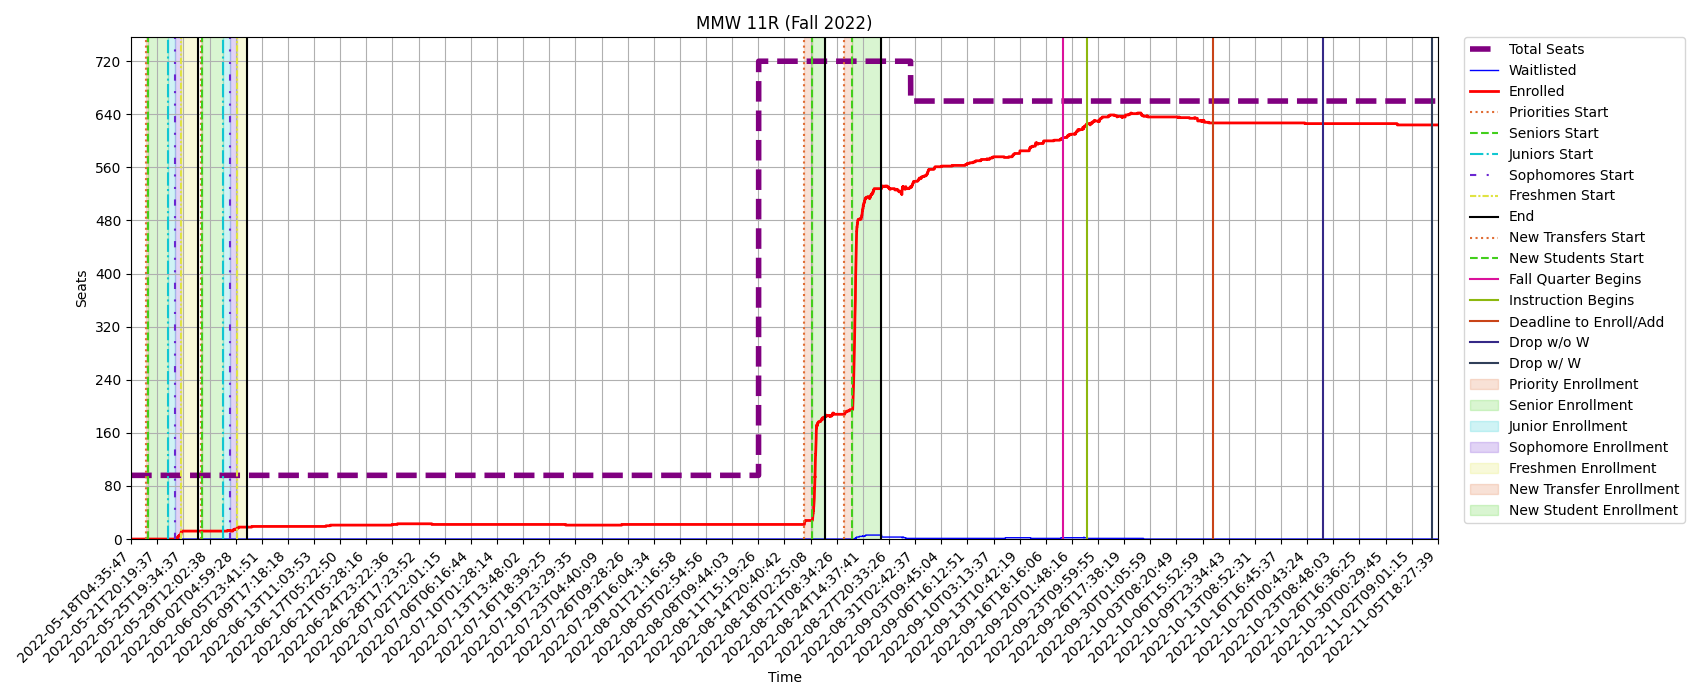 MMW 11R (Fall 2022)
720
640
560
480
400
320
240
160
80
0
Seats
2022-05-18T04:35:47
2022-05-21T20:19:37
2022-05-25T19:34:37
2022-05-29T12:02:38
2022-06-02T04:59:28
2022-06-05T23:41:51
2022-06-09T17:18:18
2022-06-13T11:03:53
2022-06-17T05:22:50
2022-06-21T05:28:16
2022-06-24T23:22:36
2022-06-28T17:23:52
2022-07-02T12:01:15
2022-07-06T06:16:44
2022-07-10T01:28:14
2022-07-13T13:48:02
2022-07-16T18:39:25
2022-07-19T23:29:35
2022-07-23T04:40:09
2022-07-26T09:28:26
2022-07-29T16:04:34
2022-08-01T21:16:58
2022-08-05T02:54:56
2022-08-08T09:44:03
2022-08-11T15:19:26
2022-08-14T20:40:42
2022-08-18T02:25:08
2022-08-21T08:34:26
2022-08-24T14:37:41
2022-08-27T20:33:26
2022-08-31T02:42:37
2022-09-03T09:45:04
2022-09-06T16:12:51
2022-09-10T03:13:37
2022-09-13T10:42:19
2022-09-16T18:16:06
2022-09-20T01:48:16
2022-09-23T09:59:55
2022-09-26T17:38:19
2022-09-30T01:05:59
2022-10-03T08:20:49
2022-10-06T15:52:59
2022-10-09T23:34:43
2022-10-13T08:52:31
2022-10-16T16:45:37
2022-10-20T00:43:24
2022-10-23T08:48:03
2022-10-26T16:36:25
2022-10-30T00:29:45
2022-11-02T09:01:15
2022-11-05T18:27:39
Time
Total Seats
Waitlisted
Enrolled
Priorities Start
Seniors Start
Juniors Start
Sophomores Start
Freshmen Start
End
New Transfers Start
New Students Start
Fall Quarter Begins
Instruction Begins
Deadline to Enroll/Add
Drop w/o W
Drop w/ W
Priority Enrollment
Senior Enrollment
Junior Enrollment
Sophomore Enrollment
Freshmen Enrollment
New Transfer Enrollment
New Student Enrollment